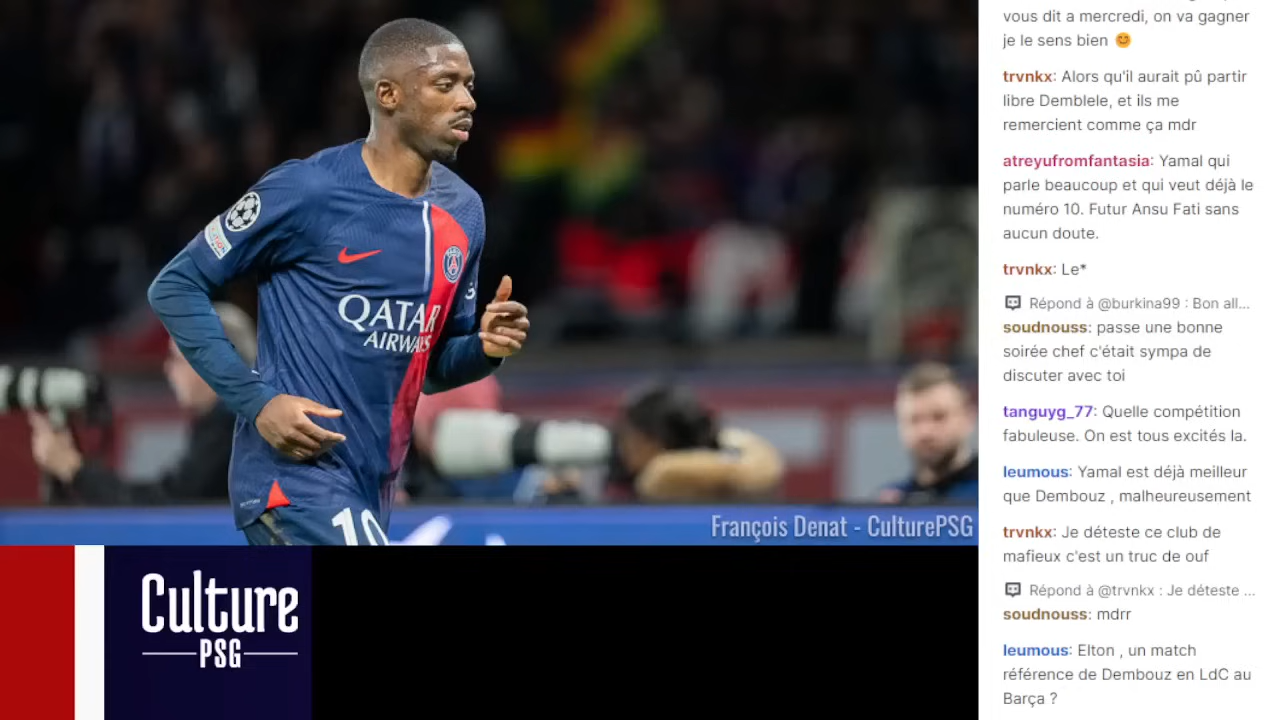 QATAR
AIRWAYS
10
François Denat - CulturePSG
Culture
PSG
vous dit a mercredi, on va gagner
je le sens bien 😊
trvnkx: Alors qu'il aurait pû partir
libre Demblele, et ils me
remercient comme ça mdr
atreyufromfantasia: Yamal qui
parle beaucoup et qui veut déjà le
numéro 10. Futur Ansu Fati sans
aucun doute.
trvnkx: Le*
Répond à @burkina99 : Bon all...
soudnouss: passe une bonne
soirée chef c'était sympa de
discuter avec toi
tanguyg_77: Quelle compétition
fabuleuse. On est tous excités la.
leumous: Yamal est déjà meilleur
que Dembouz , malheureusement
trvnkx: Je déteste ce club de
mafieux c'est un truc de ouf
Répond à @trvnkx : Je déteste ...
soudnouss: mdrr
leumous: Elton , un match
référence de Dembouz en LdC au
Barça ?